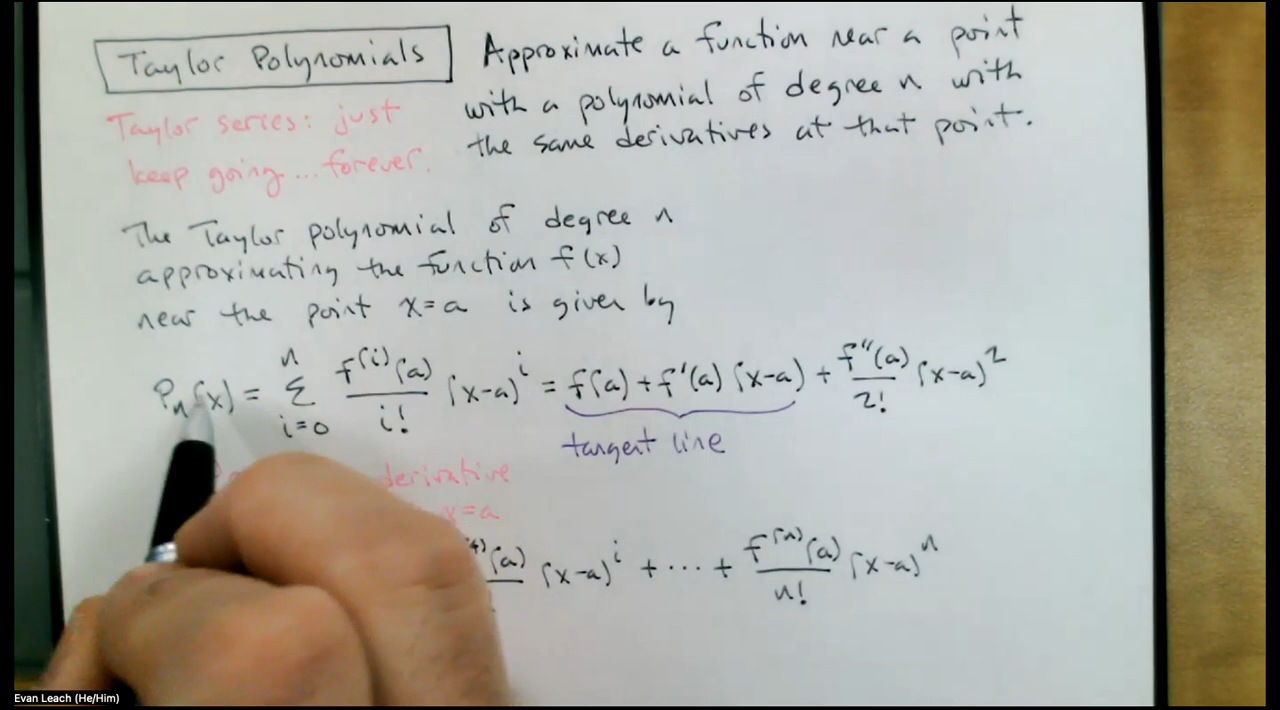 Taylor Polynomials
Approximate a function near a point
with a polynomial of degree n with
the same derivatives at that point.
Taylor series: just
keep going... forever.
The Taylor polynomial of degree n
approximating the function f(x)
near the point x=a is given by
Pₙ(x) = Σ_{i=0}^{n} f⁽ⁱ⁾(a)/i! (x-a)ⁱ = f(a) + f'(a)(x-a) + f''(a)/2! (x-a)²
tangent line
derivative
x=a
(a) (x-a)ⁱ + ... + f⁽ⁿ⁾(a)/n! (x-a)ⁿ
Evan Leach (He/Him)